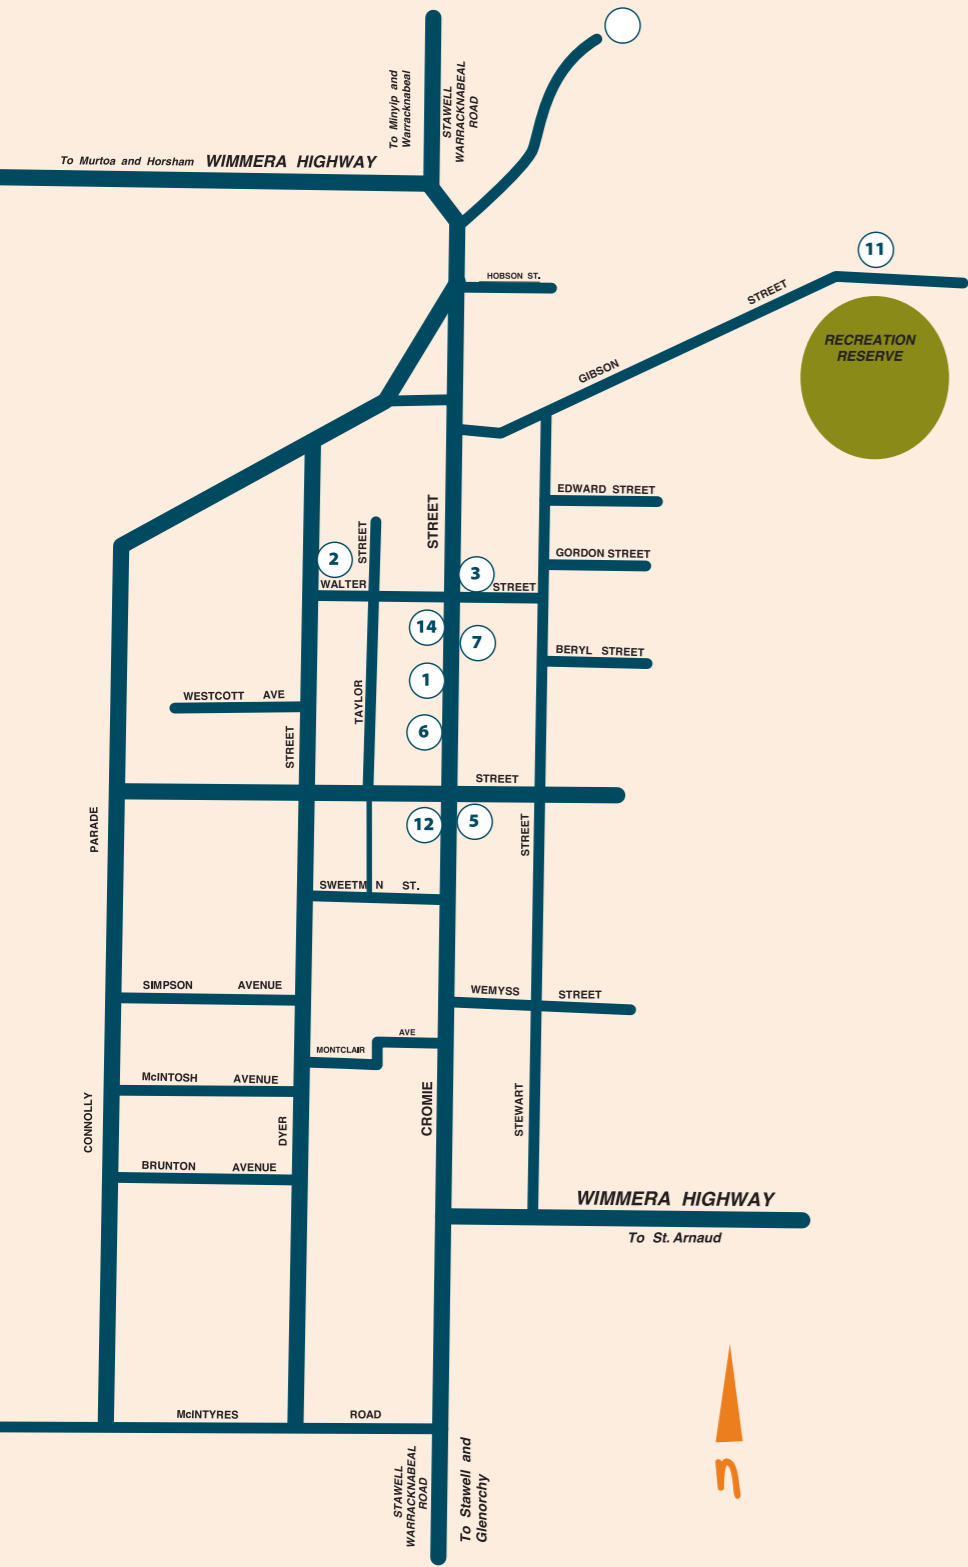 To Minyip and
Warracknabeal
STAWELL
WARRACKNABEAL
ROAD
To Murtoa and Horsham WIMMERA HIGHWAY
HOBSON ST.
11
GIBSON STREET
RECREATION
RESERVE
EDWARD STREET
STREET
STREET
GORDON STREET
2
3
WALTER
STREET
14
7
BERYL STREET
1
TAYLOR
WESTCOTT AVE
6
STREET
STREET
PARADE
12
5
STREET
SWEETM N ST.
SIMPSON AVENUE
WEMYSS STREET
AVE
MONTCLAIR
McINTOSH AVENUE
CONNOLLY
DYER
CROMIE
STEWART
BRUNTON AVENUE
WIMMERA HIGHWAY
To St. Arnaud
McINTYRES ROAD
STAWELL
WARRACKNABEAL
ROAD
To Stawell and
Glenorchy
n